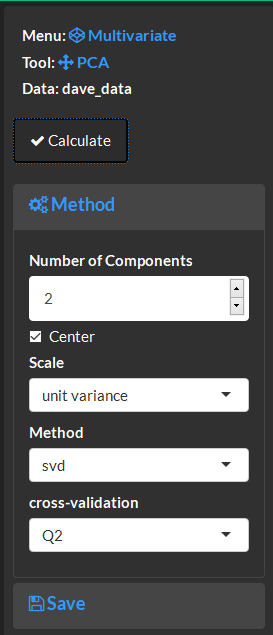 Menu: Multivariate
Tool: PCA
Data: dave_data
Calculate
Method
Number of Components
2
Center
Scale
unit variance
Method
svd
cross-validation
Q2
Save